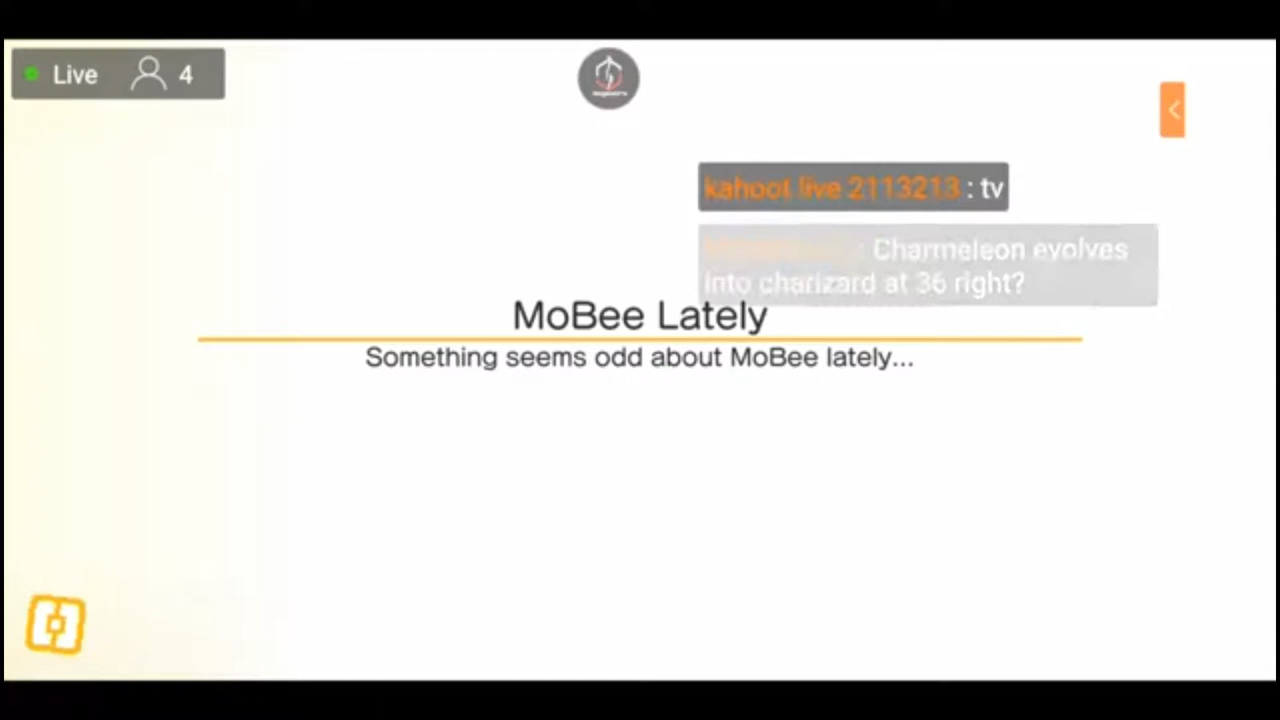 Live 4
kahoot live 2113213 : tv
: Charmeleon evolves
into charizard at 36 right?
MoBee Lately
Something seems odd about MoBee lately...